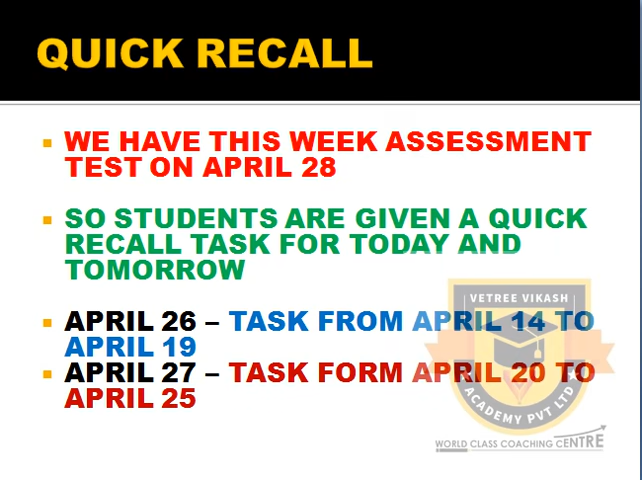 QUICK RECALL
WE HAVE THIS WEEK ASSESSMENT
TEST ON APRIL 28
SO STUDENTS ARE GIVEN A QUICK
RECALL TASK FOR TODAY AND
TOMORROW
APRIL 26 – TASK FROM APRIL 14 TO
APRIL 19
APRIL 27 – TASK FORM APRIL 20 TO
APRIL 25
VETREE VIKASH
ACADEMY PVT LTD
WORLD CLASS COACHING CENTRE